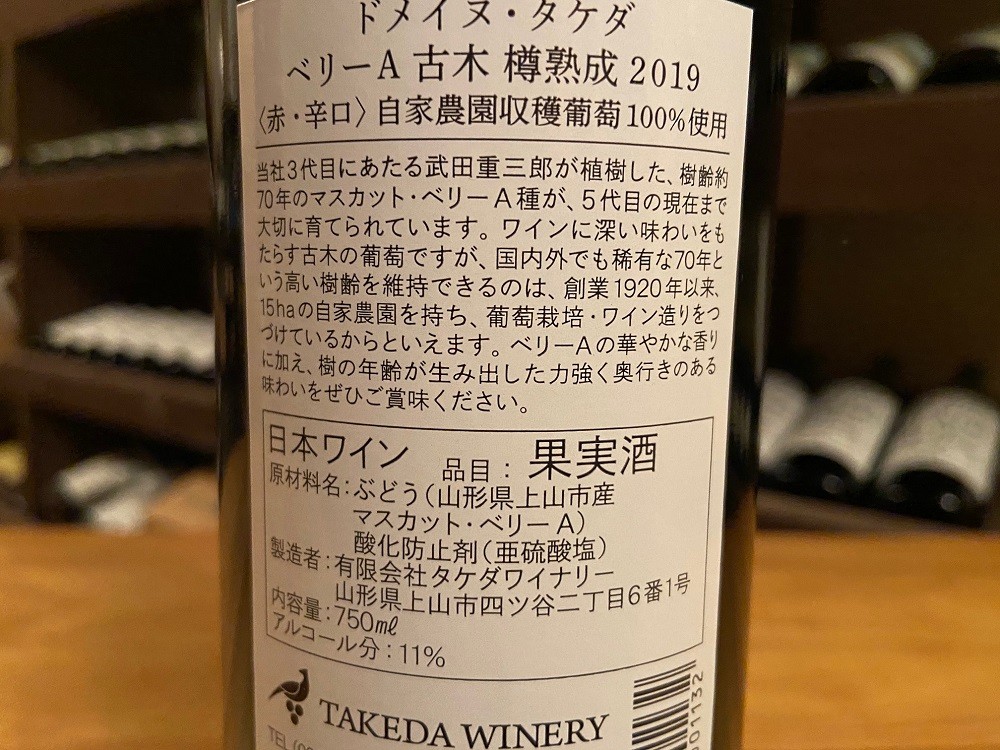 ドメイヌ・タケダ
ベリーA 古木 樽熟成 2019
〈赤・辛口〉自家農園収穫葡萄100%使用
当社3代目にあたる武田重三郎が植樹した、樹齢約
70年のマスカット・ベリーA種が、5代目の現在まで
大切に育てられています。ワインに深い味わいをも
たらす古木の葡萄ですが、国内外でも稀有な70年と
いう高い樹齢を維持できるのは、創業1920年以来、
15haの自家農園を持ち、葡萄栽培・ワイン造りをつ
づけているからといえます。ベリーAの華やかな香り
に加え、樹の年齢が生み出した力強く奥行きのある
味わいをぜひご賞味ください。
日本ワイン 品目：果実酒
原材料名：ぶどう（山形県上山市産
マスカット・ベリーA）
酸化防止剤（亜硫酸塩）
製造者：有限会社タケダワイナリー
山形県上山市四ツ谷二丁目6番1号
内容量：750㎖
アルコール分：11%
TAKEDA WINERY
TEL
01132